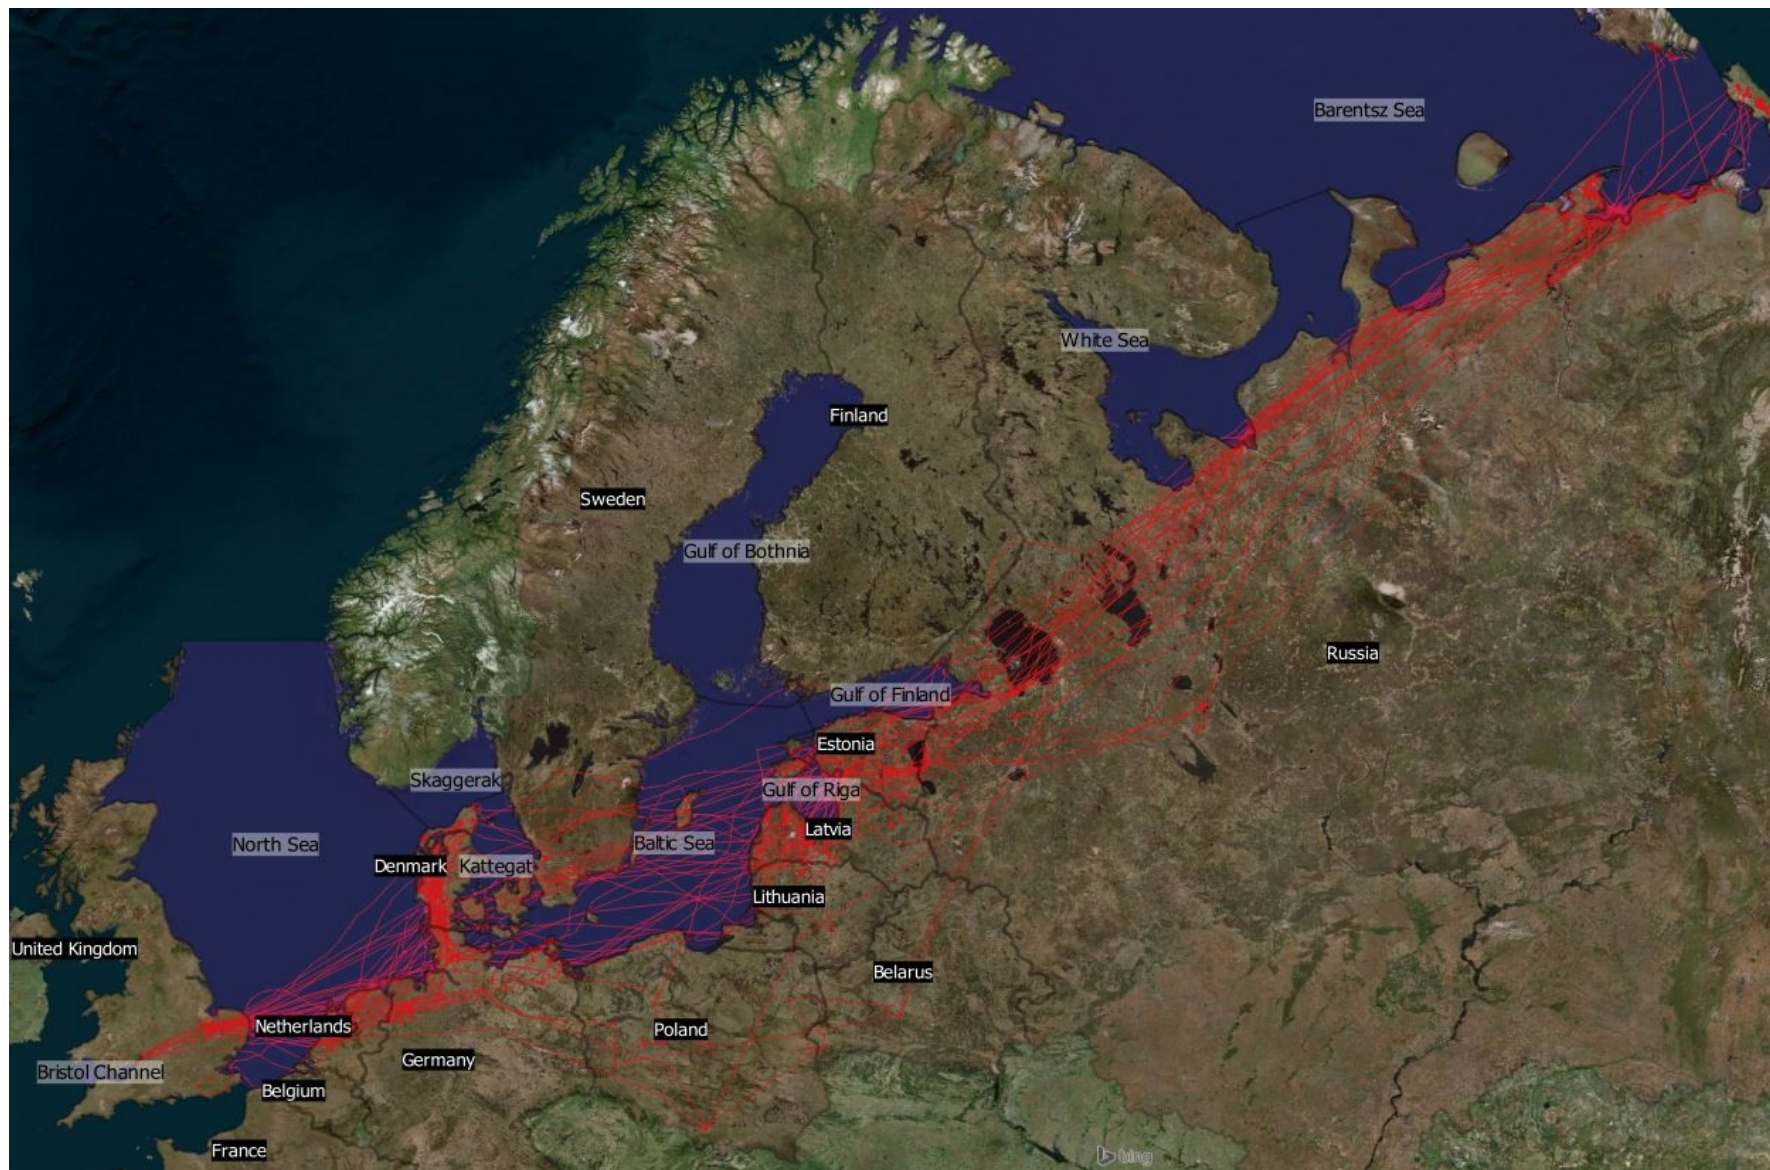 Barentsz Sea
White Sea
Finland
Sweden
Gulf of Bothnia
Russia
Gulf of Finland
Estonia
Skaggerak
Gulf of Riga
Latvia
North Sea
Baltic Sea
Denmark
Kattegat
Lithuania
United Kingdom
Belarus
Netherlands
Poland
Germany
Bristol Channel
Belgium
France
bing